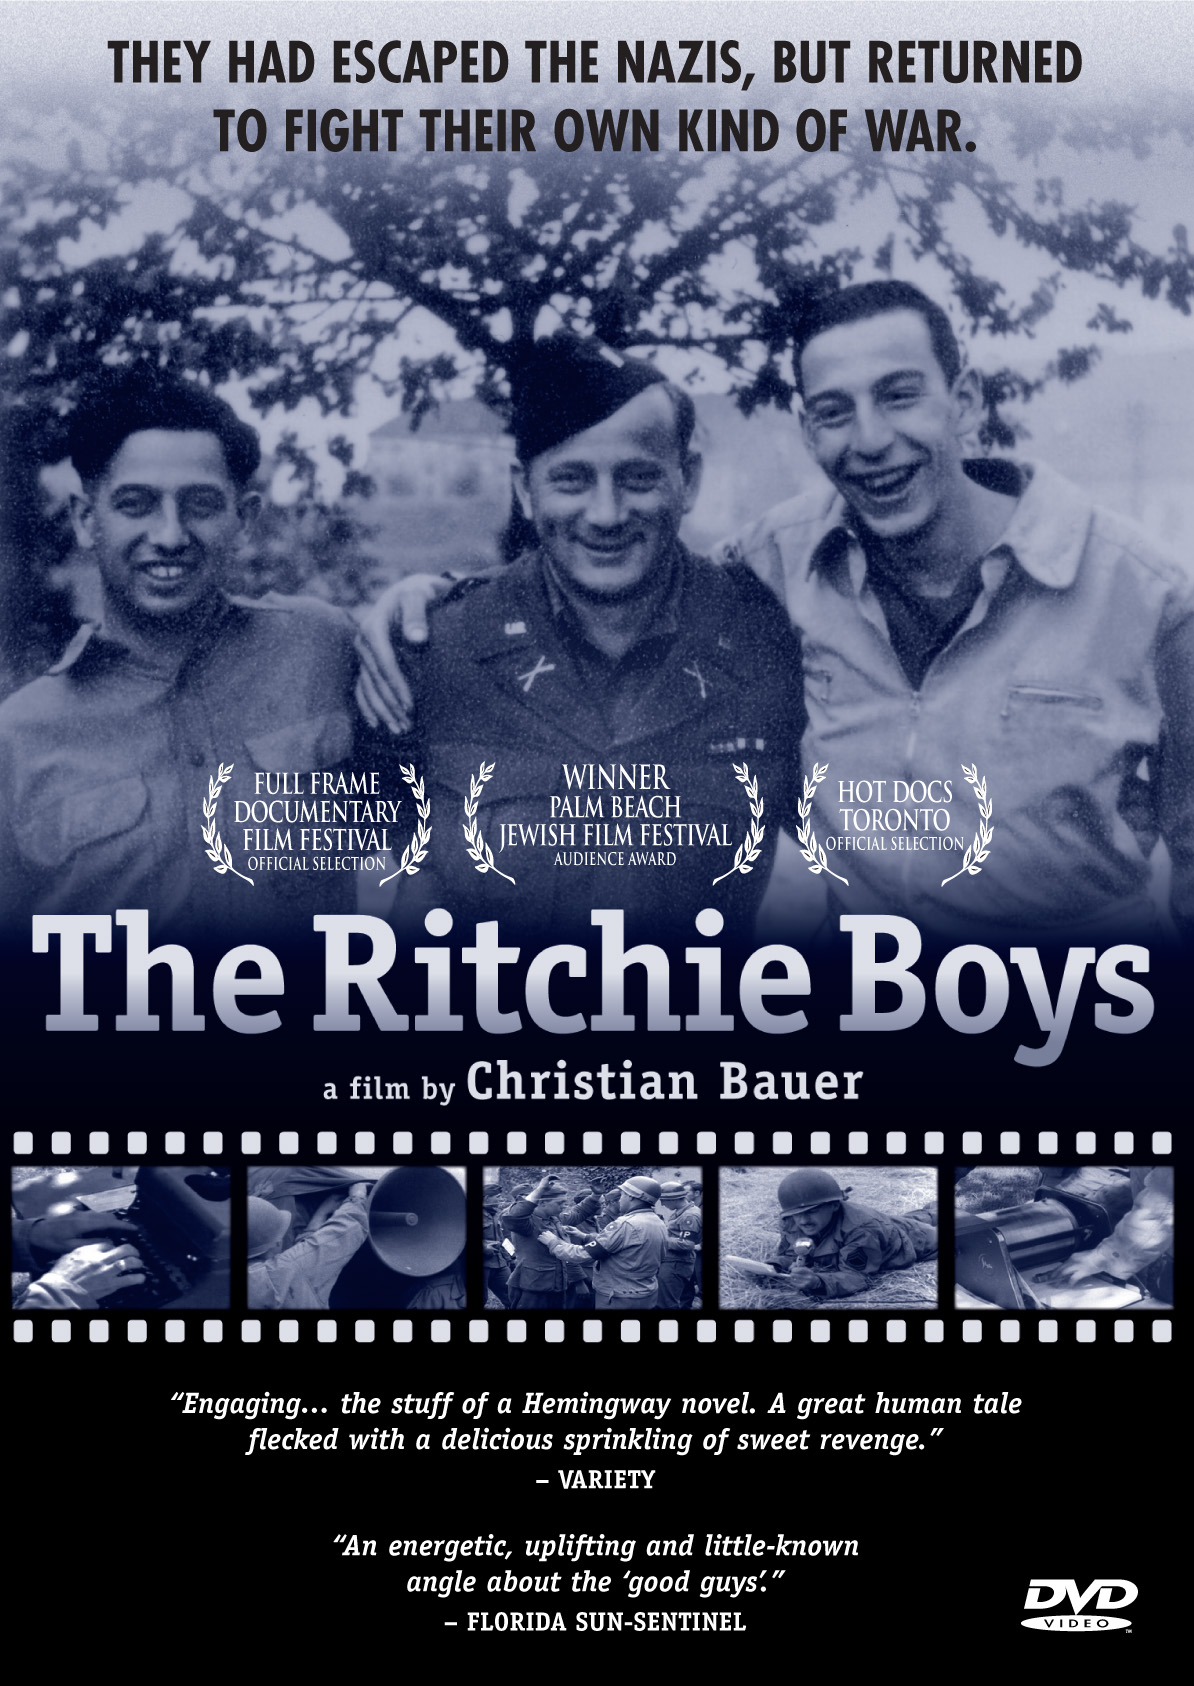 THEY HAD ESCAPED THE NAZIS, BUT RETURNED
TO FIGHT THEIR OWN KIND OF WAR.
FULL FRAME
DOCUMENTARY
FILM FESTIVAL
OFFICIAL SELECTION
WINNER
PALM BEACH
JEWISH FILM FESTIVAL
AUDIENCE AWARD
HOT DOCS
TORONTO
OFFICIAL SELECTION
The Ritchie Boys
a film by Christian Bauer
“Engaging... the stuff of a Hemingway novel. A great human tale
flecked with a delicious sprinkling of sweet revenge.”
– VARIETY
“An energetic, uplifting and little-known
angle about the ‘good guys’.”
– FLORIDA SUN-SENTINEL
DVD
VIDEO
™